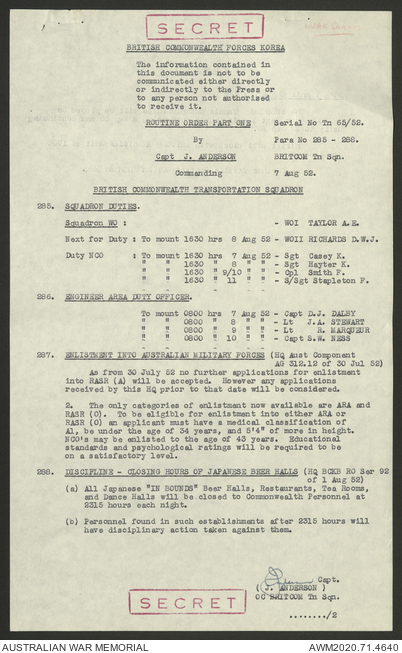 SECRET
BRITISH COMMONWEALTH FORCES KOREA
The information contained in
this document is not to be
communicated either directly
or indirectly to the Press or
to any person not authorised
to receive it.
ROUTINE ORDER PART ONE Serial No Tn 65/52.
By Para No 285 - 288.
Capt J. ANDERSON BRITCOM Tn Sqn.
Commanding 7 Aug 52.
BRITISH COMMONWEALTH TRANSPORTATION SQUADRON
285. SQUADRON DUTIES.
Squadron WO : - WOI TAYLOR A.E.
Next for Duty : To mount 1630 hrs 8 Aug 52 - WOII RICHARDS D.W.J.
Duty NCO : To mount 1630 hrs 7 Aug 52 - Sgt Casey K.
" " 1630 " 8 " " - Sgt Hayter K.
" " 1630 " 9/10 " " - Cpl Smith F.
" " 1630 " 11 " " - S/Sgt Stapleton F.
286. ENGINEER AREA DUTY OFFICER.
To mount 0800 hrs 7 Aug 52 - Capt D.J. DALBY
" " 0800 " 8 " " - Lt J.A. STEWART
" " 0800 " 9 " " - Lt R. MARQUEUR
" " 0800 " 10 " " - Capt S.W. NESS
287. ENLISTMENT INTO AUSTRALIAN MILITARY FORCES (HQ Aust Component
AG 312.12 of 30 Jul 52)
As from 30 July 52 no further applications for enlistment
into RASR (A) will be accepted. However any applications
received by this HQ prior to that date will be considered.
2. The only categories of enlistment now available are ARA and
RASR (O). To be eligible for enlistment into either ARA or
RASR (O) an applicant must have a medical classification of
A1, be under the age of 34 years, and 5'4" of more in height.
NCO's may be enlisted to the age of 43 years. Educational
standards and psychological ratings will be required to be
on a satisfactory level.
288. DISCIPLINE - CLOSING HOURS OF JAPANESE BEER HALLS (HQ BCKB RO Ser 92
of 1 Aug 52)
(a) All Japanese "IN BOUNDS" Beer Halls, Restaurants, Tea Rooms,
and Dance Halls will be closed to Commonwealth Personnel at
2315 hours each night.
(b) Personnel found in such establishments after 2315 hours will
have disciplinary action taken against them.
Capt.
( J. ANDERSON )
OC BRITCOM Tn Sqn.
SECRET
......../2
AUSTRALIAN WAR MEMORIAL AWM2020.71.4640